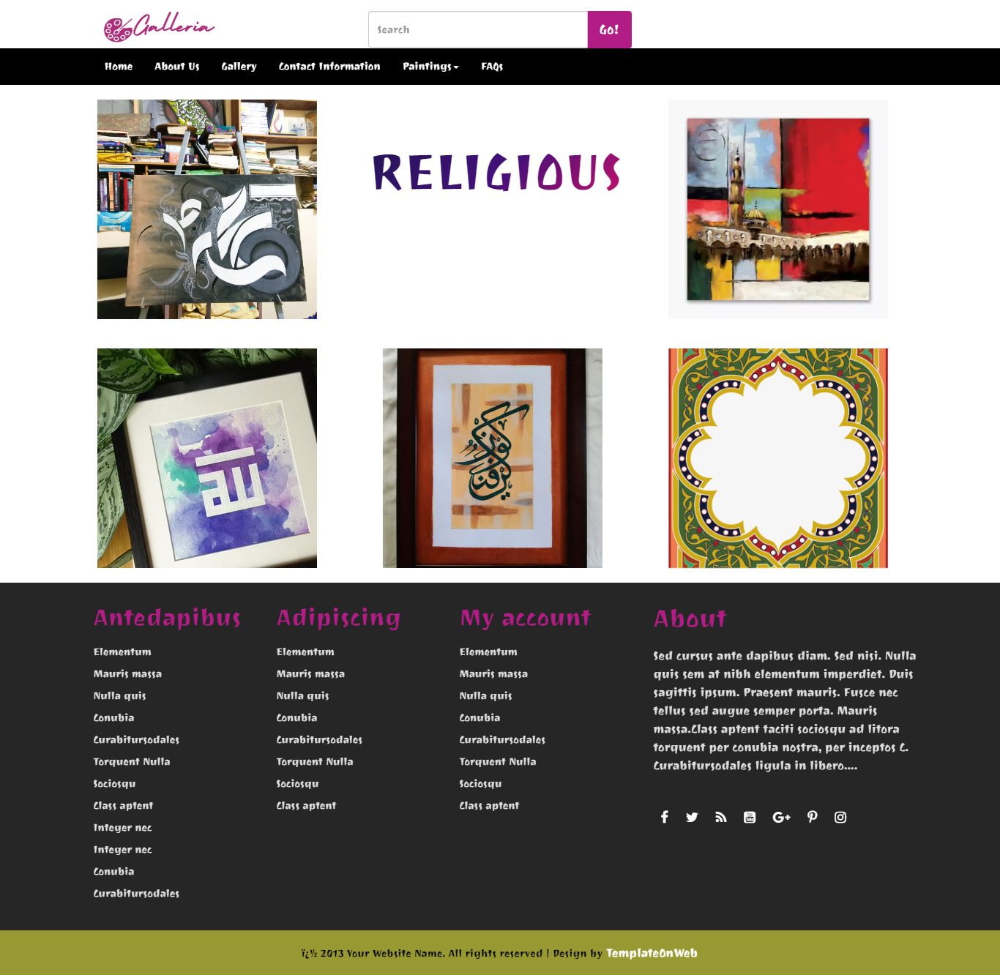 Galleria
Search
Go!
Home About Us Gallery Contact Information Paintings FAQs
RELIGIOUS
الله
Antedapibus
Elementum
Mauris massa
Nulla quis
Conubia
Curabitursodales
Torquent Nulla
Sociosqu
Class aptent
Integer nec
Integer nec
Conubia
Curabitursodales
Adipiscing
Elementum
Mauris massa
Nulla quis
Conubia
Curabitursodales
Torquent Nulla
Sociosqu
Class aptent
My account
Elementum
Mauris massa
Nulla quis
Conubia
Curabitursodales
Torquent Nulla
Sociosqu
Class aptent
About
Sed cursus ante dapibus diam. Sed nisi. Nulla
quis sem at nibh elementum imperdiet. Duis
sagittis ipsum. Praesent mauris. Fusce nec
tellus sed augue semper porta. Mauris
massa.Class aptent taciti sociosqu ad litora
torquent per conubia nostra, per inceptos C.
Curabitursodales ligula in libero....
ï¿½ 2013 Your Website Name. All rights reserved | Design by TemplateOnWeb